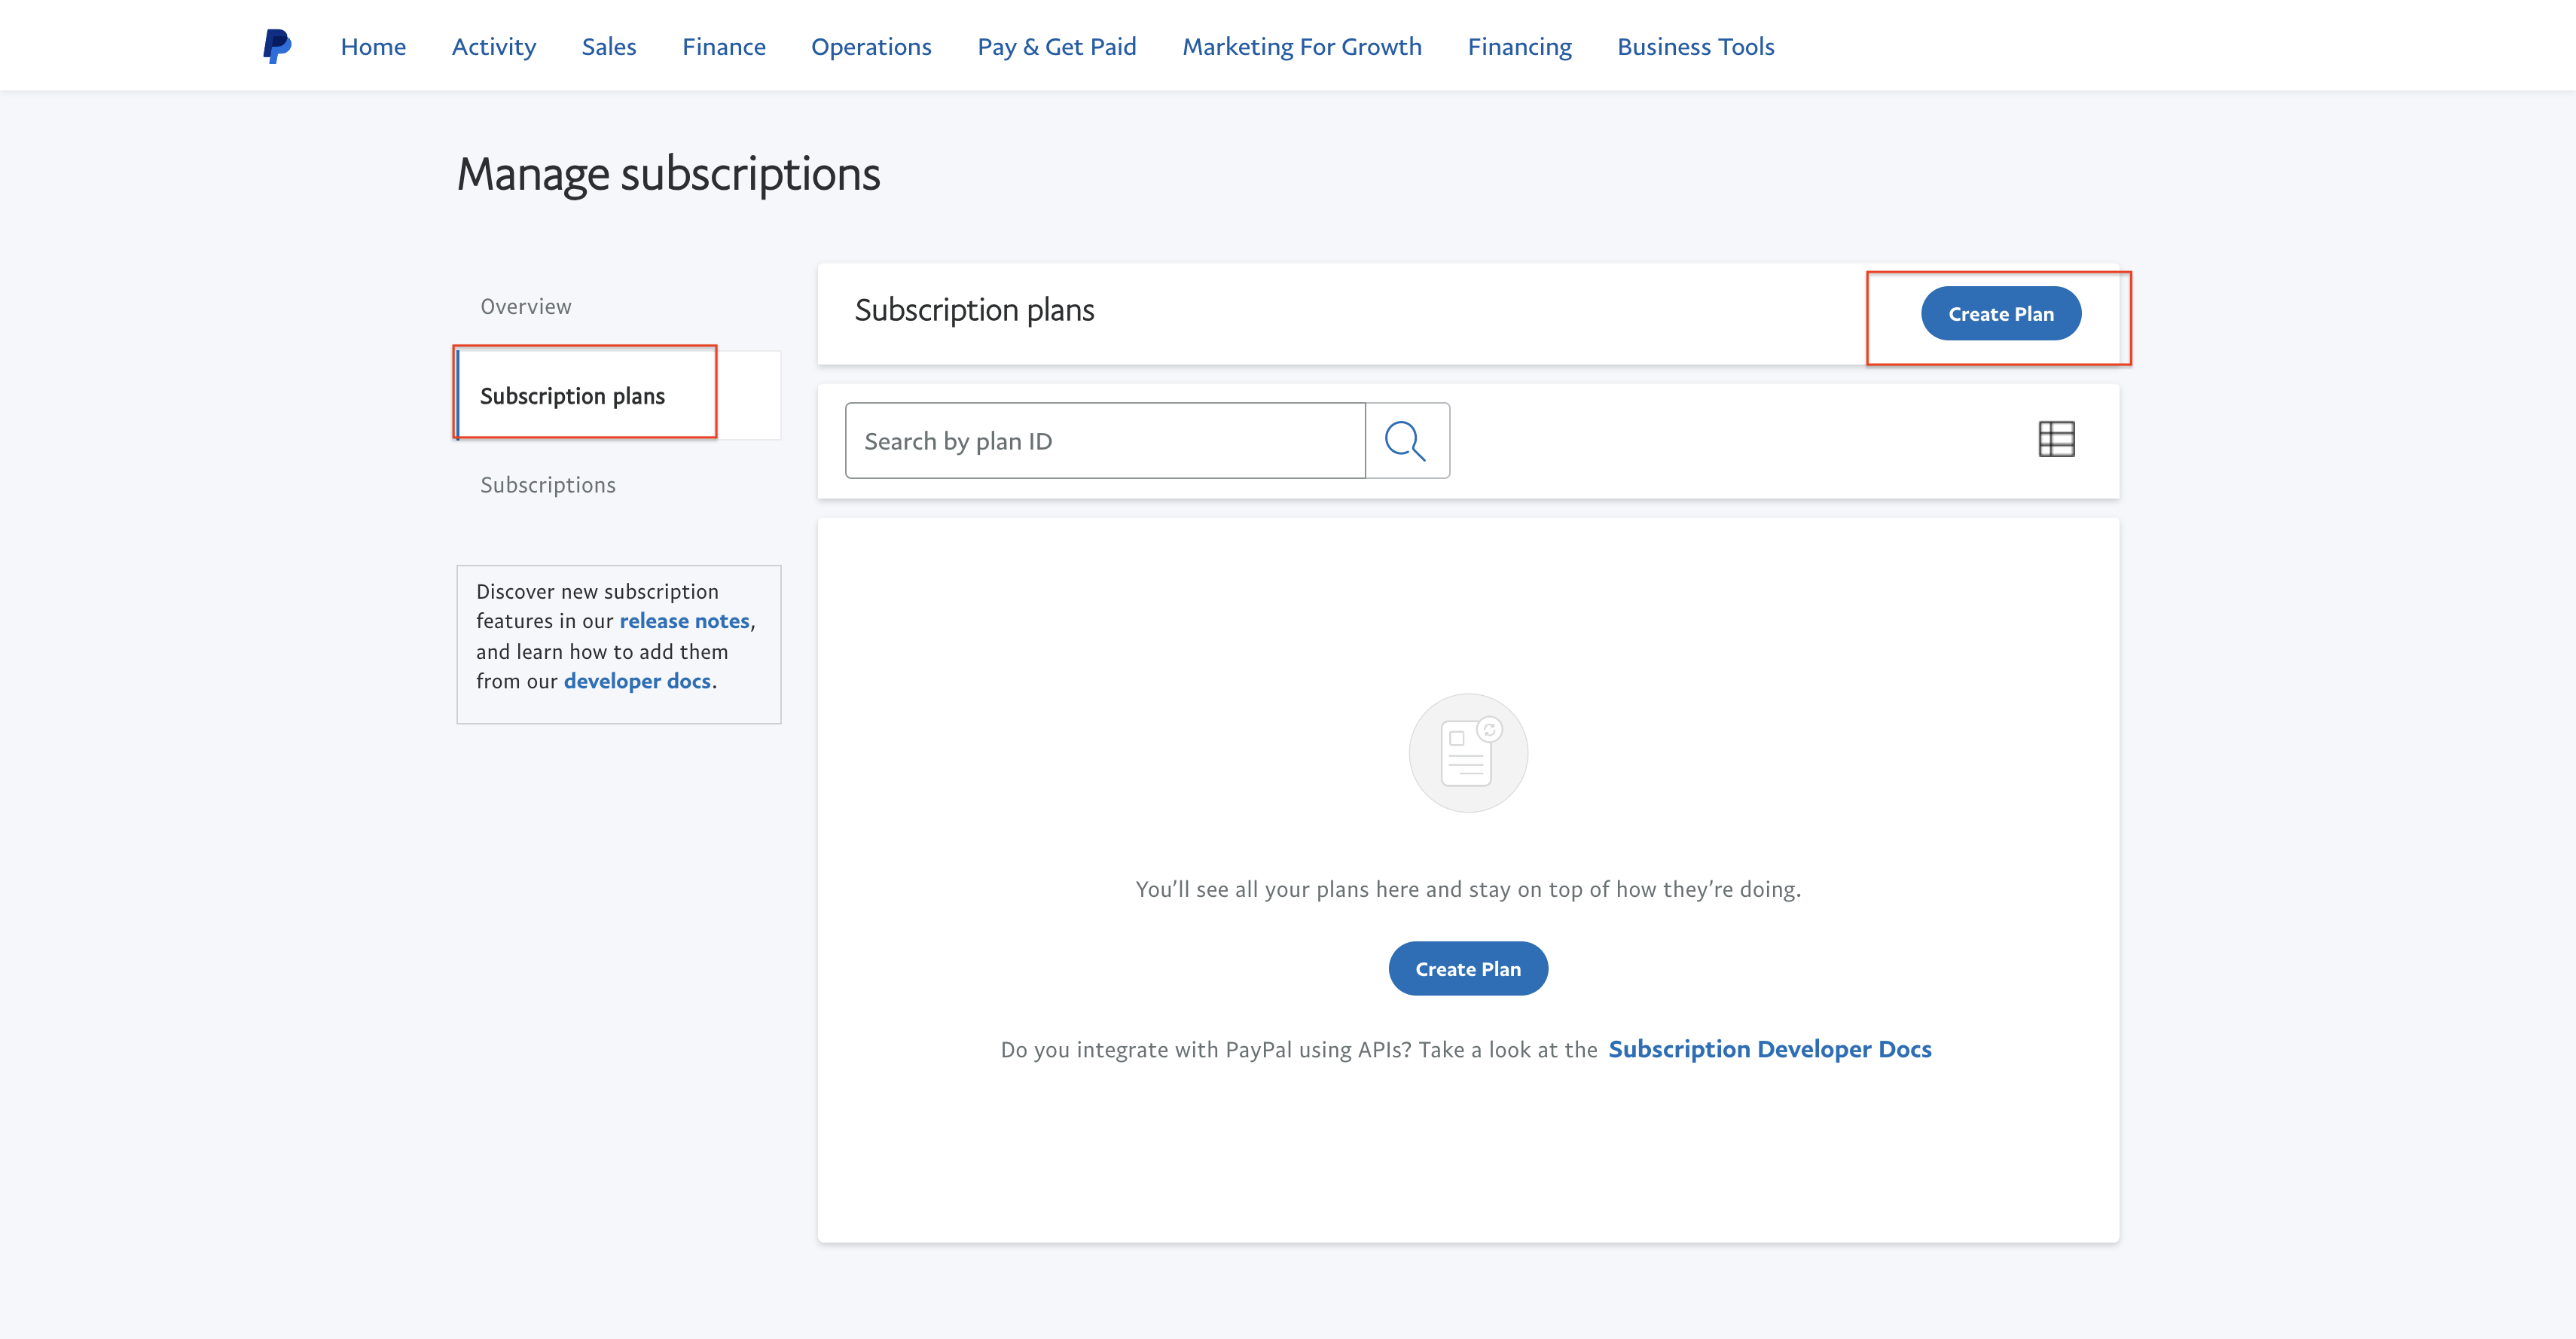 Home Activity Sales Finance Operations Pay & Get Paid Marketing For Growth Financing Business Tools
Manage subscriptions
Overview
Subscription plans
Subscriptions
Discover new subscription
features in our release notes,
and learn how to add them
from our developer docs.
Subscription plans
Create Plan
Search by plan ID
You’ll see all your plans here and stay on top of how they’re doing.
Create Plan
Do you integrate with PayPal using APIs? Take a look at the Subscription Developer Docs